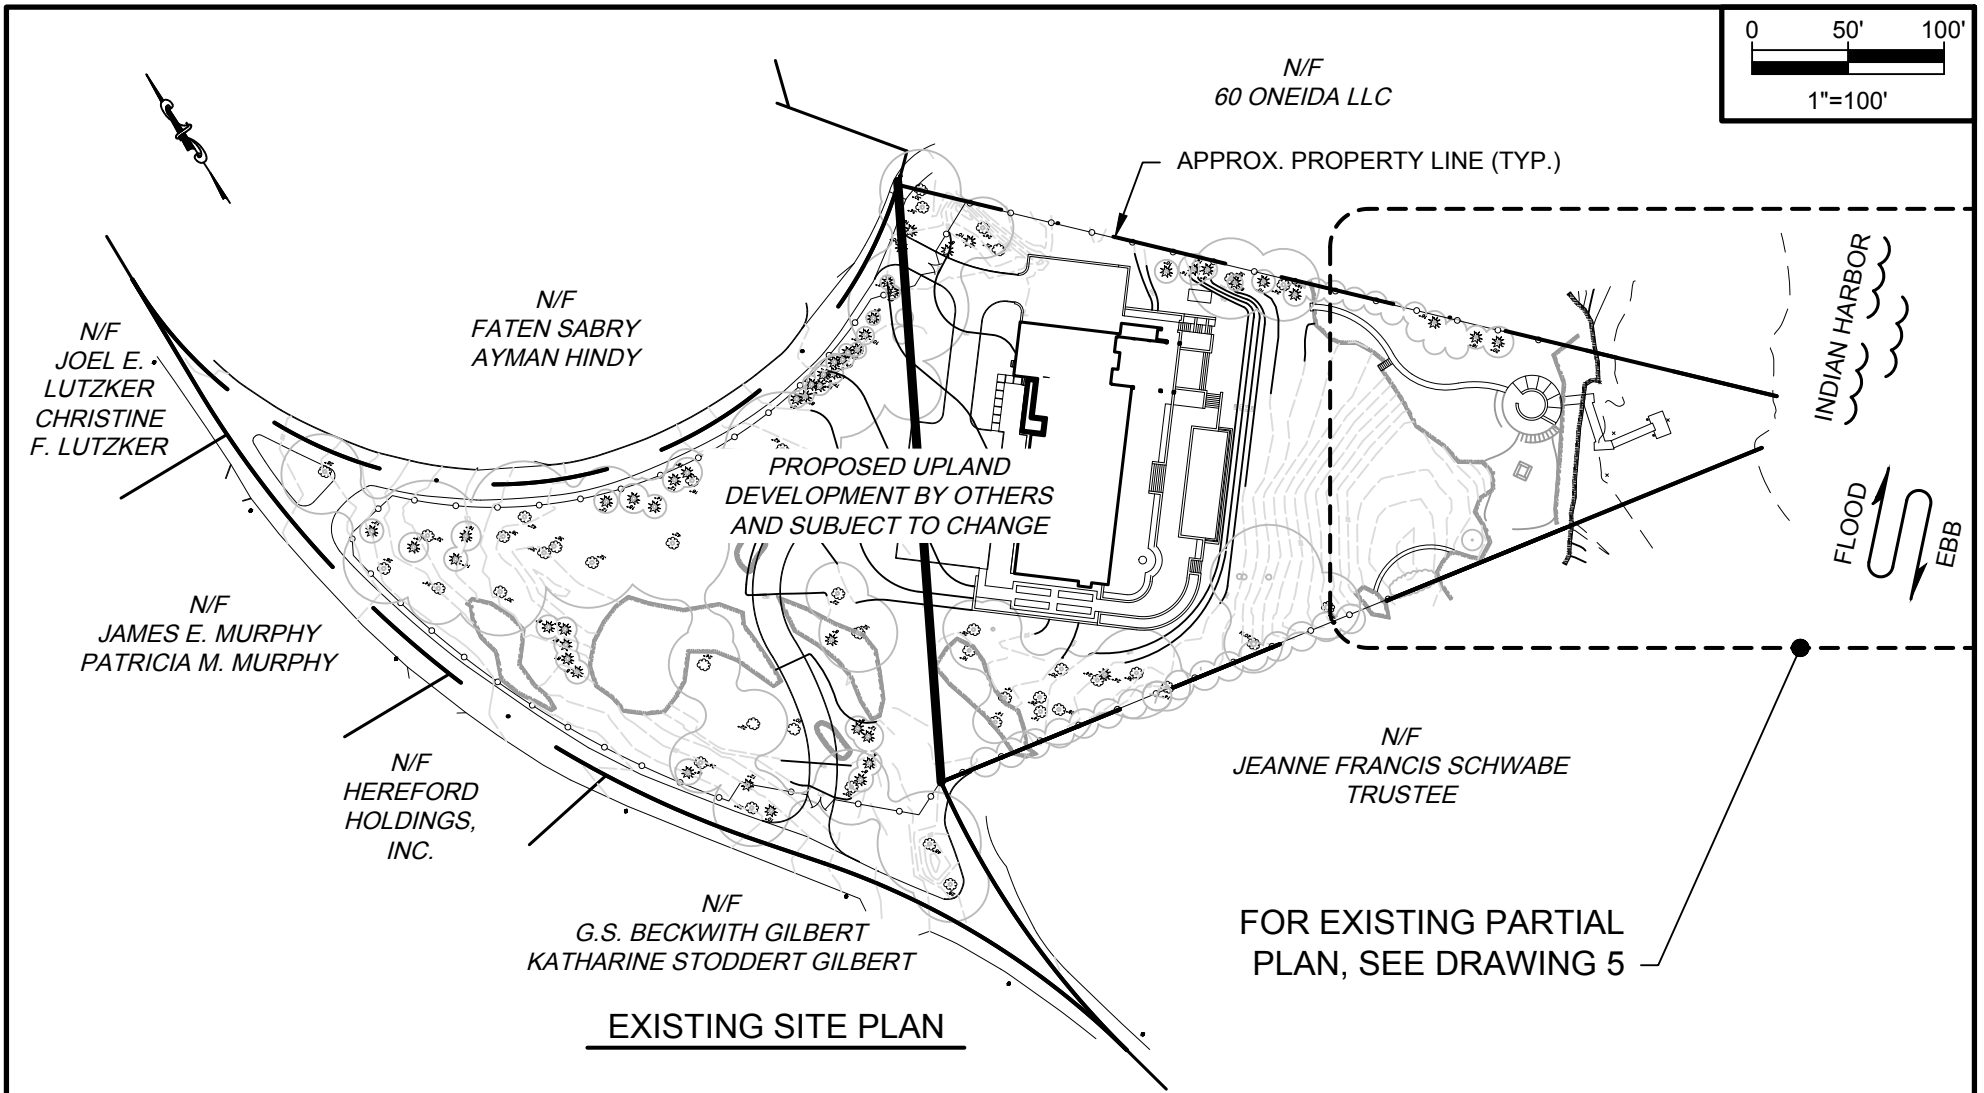 0 50' 100'
1"=100'
N/F
60 ONEIDA LLC
APPROX. PROPERTY LINE (TYP.)
INDIAN HARBOR
N/F
FATEN SABRY
AYMAN HINDY
N/F
JOEL E.
LUTZKER
CHRISTINE
F. LUTZKER
PROPOSED UPLAND
DEVELOPMENT BY OTHERS
AND SUBJECT TO CHANGE
FLOOD
EBB
N/F
JAMES E. MURPHY
PATRICIA M. MURPHY
N/F
HEREFORD
HOLDINGS,
INC.
N/F
JEANNE FRANCIS SCHWABE
TRUSTEE
N/F
G.S. BECKWITH GILBERT
KATHARINE STODDERT GILBERT
FOR EXISTING PARTIAL
PLAN, SEE DRAWING 5
EXISTING SITE PLAN